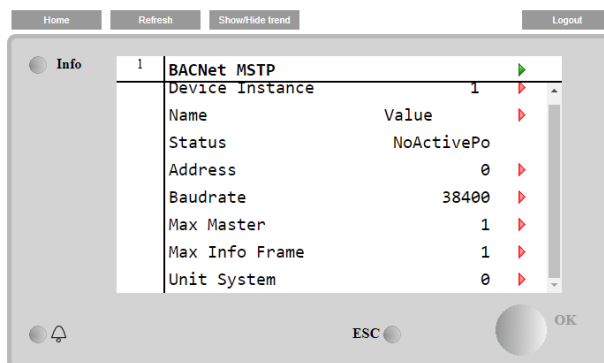 Home Refresh Show/Hide trend Logout
Info
1 BACNet MSTP
Device Instance 1
Name Value
Status NoActivePo
Address 0
Baudrate 38400
Max Master 1
Max Info Frame 1
Unit System 0
ESC
OK